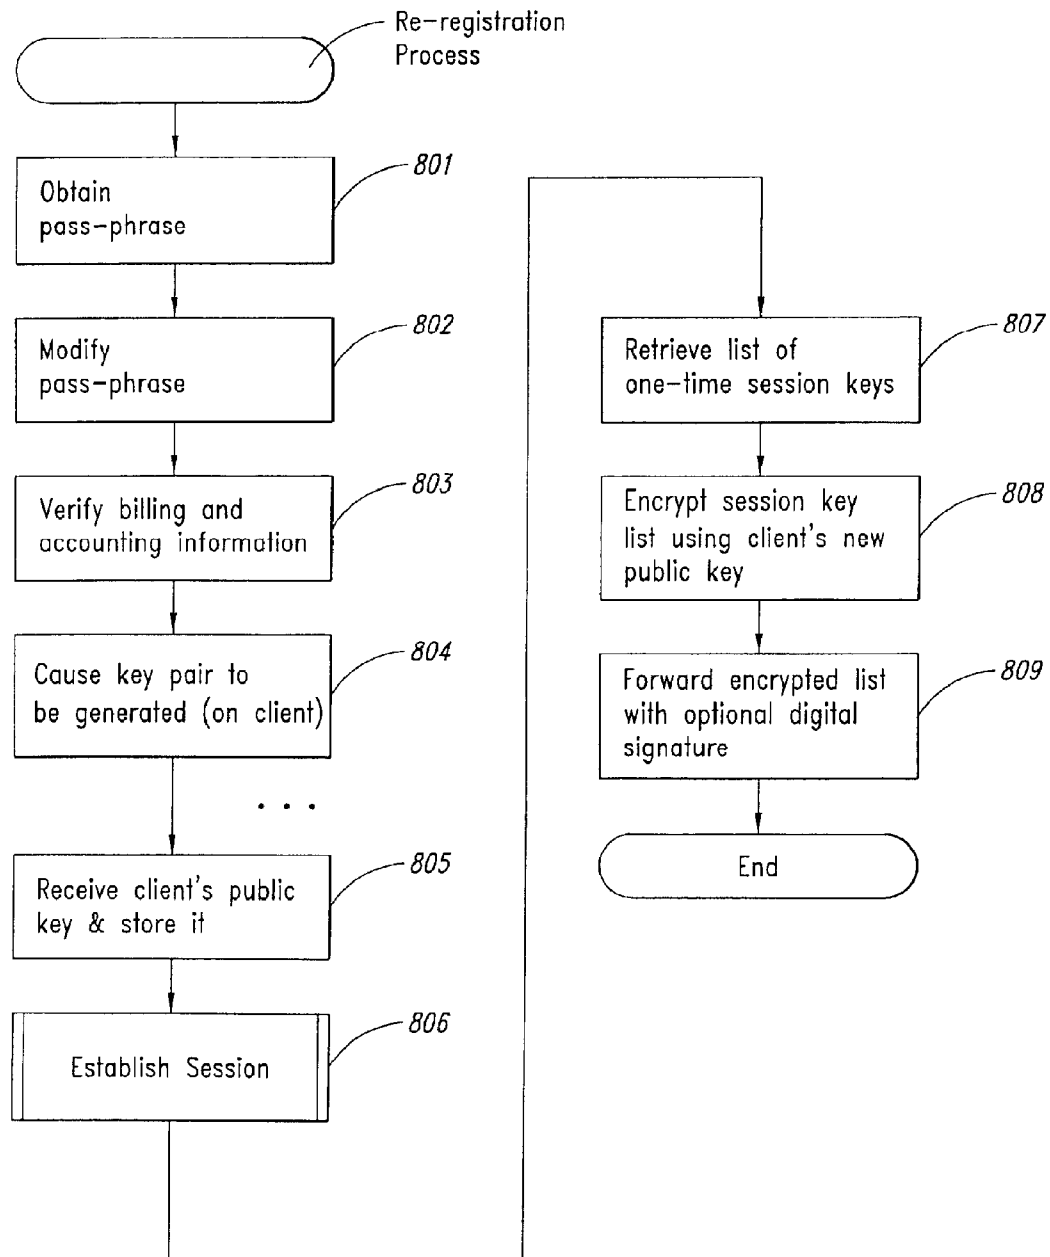 Re-registration
Process
801
Obtain
pass-phrase
802
Modify
pass-phrase
803
Verify billing and
accounting information
804
Cause key pair to
be generated (on client)
. . .
805
Receive client's public
key & store it
806
Establish Session
807
Retrieve list of
one-time session keys
808
Encrypt session key
list using client's new
public key
809
Forward encrypted list
with optional digital
signature
End